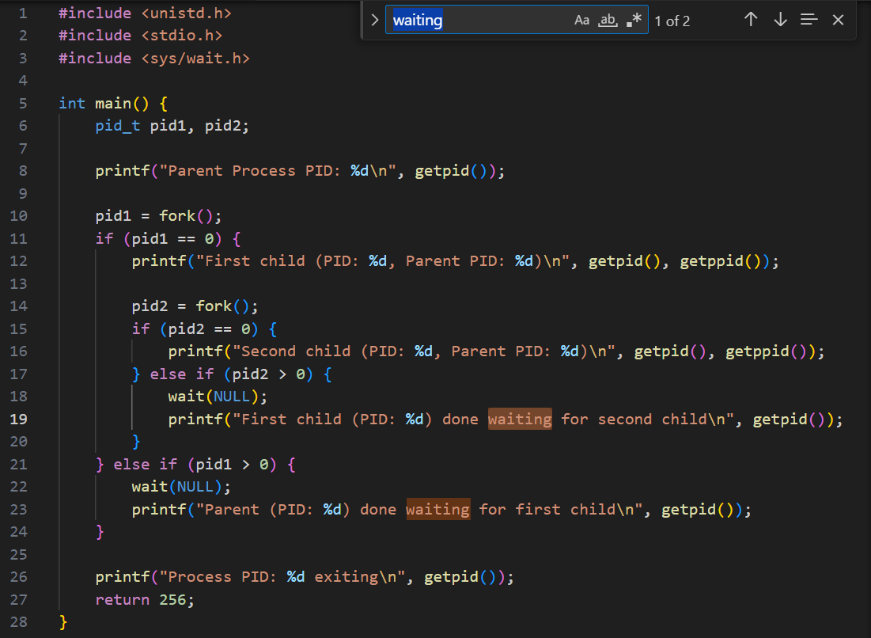 waiting
Aa ab .* 1 of 2
1 #include <unistd.h>
2 #include <stdio.h>
3 #include <sys/wait.h>
4
5 int main() {
6     pid_t pid1, pid2;
7
8     printf("Parent Process PID: %d\n", getpid());
9
10     pid1 = fork();
11     if (pid1 == 0) {
12         printf("First child (PID: %d, Parent PID: %d)\n", getpid(), getppid());
13
14         pid2 = fork();
15         if (pid2 == 0) {
16             printf("Second child (PID: %d, Parent PID: %d)\n", getpid(), getppid());
17         } else if (pid2 > 0) {
18             wait(NULL);
19             printf("First child (PID: %d) done waiting for second child\n", getpid());
20         }
21     } else if (pid1 > 0) {
22         wait(NULL);
23         printf("Parent (PID: %d) done waiting for first child\n", getpid());
24     }
25
26     printf("Process PID: %d exiting\n", getpid());
27     return 256;
28 }